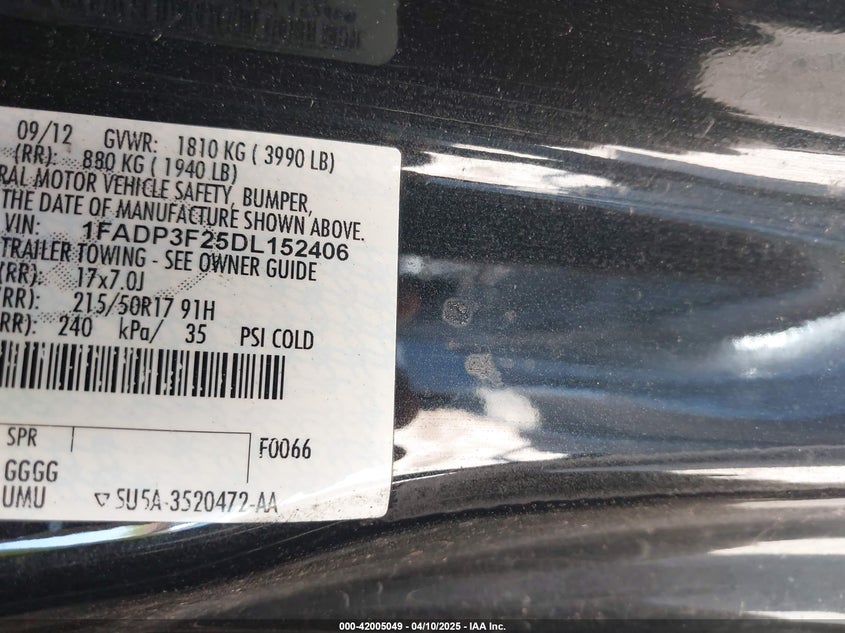 09/12 GVWR: 1810 KG ( 3990 LB)
(RR): 880 KG ( 1940 LB)
RAL MOTOR VEHICLE SAFETY, BUMPER,
THE DATE OF MANUFACTURE SHOWN ABOVE.
VIN: 1FADP3F25DL152406
TRAILER TOWING - SEE OWNER GUIDE
(RR): 17x7.0J
RR): 215/50R17 91H
RR): 240 kPa/ 35 PSI COLD
SPR F0066
GGGG
UMU SU5A-3520472-AA
000-42005049 - 04/10/2025 - IAA Inc.